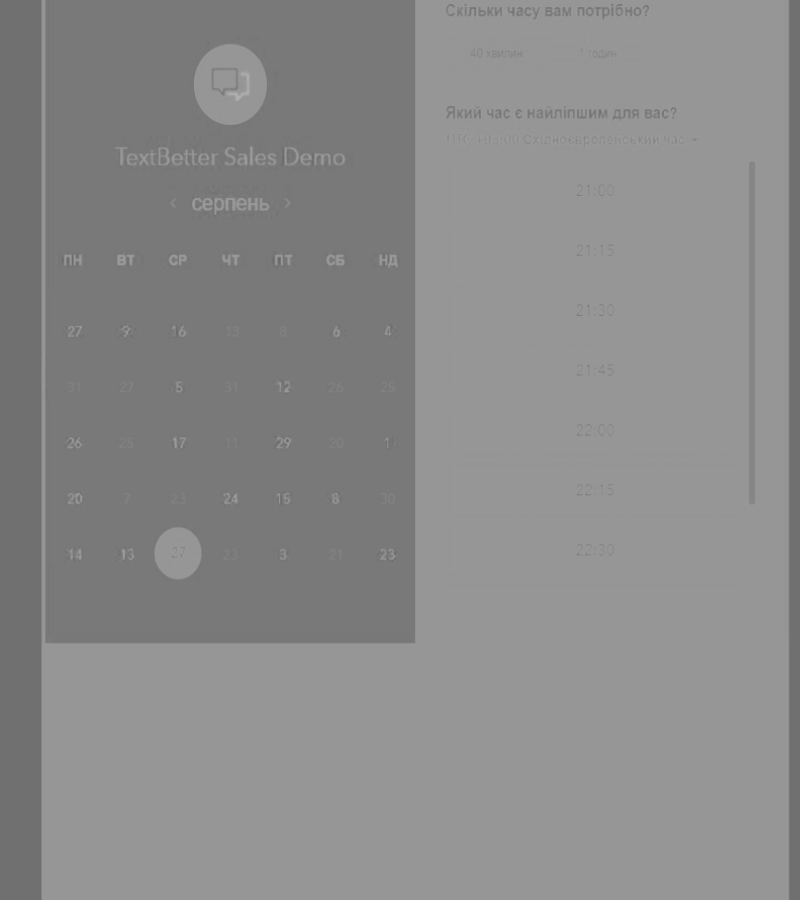 TextBetter Sales Demo
серпень
ПН ВТ СР ЧТ ПТ СБ НД
27 9 16 13 8 6 4
31 27 5 31 12 26 25
26 25 17 11 29 20 1
20 7 23 24 15 8 30
14 13 27 23 3 21 23
Скільки часу вам потрібно?
40 хвилин 1 годин
Який час є найліпшим для вас?
Східноєвропейський час
21:00
21:15
21:30
21:45
22:00
22:15
22:30